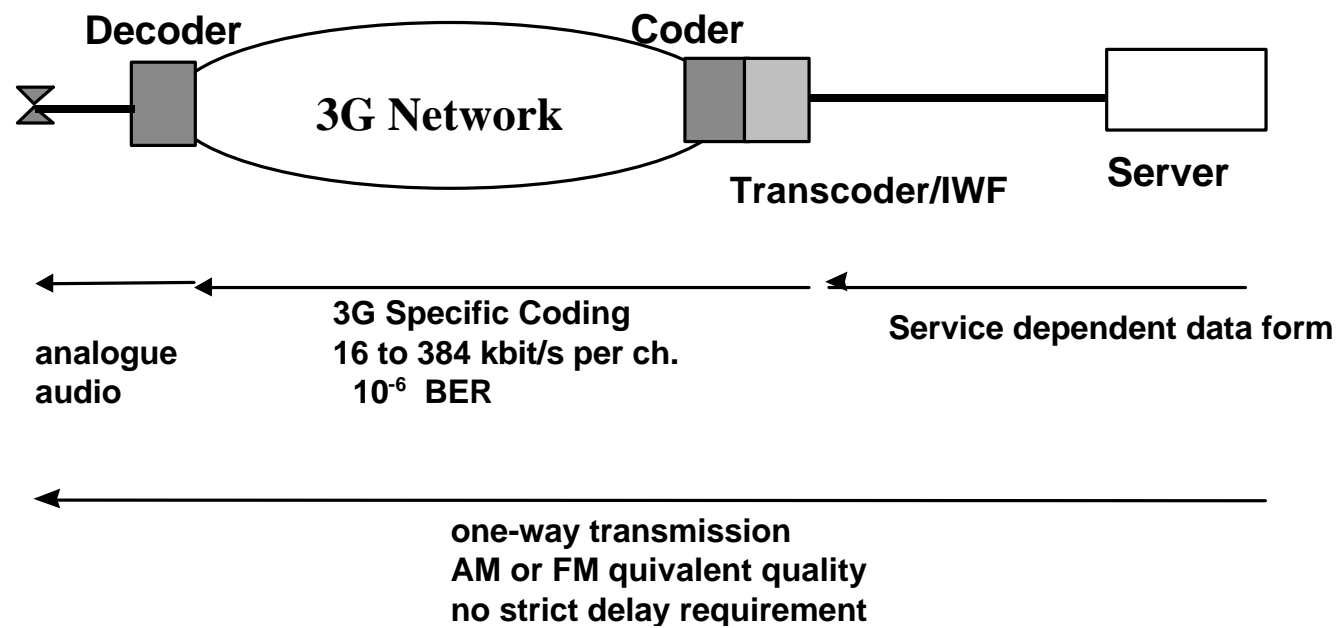 Decoder
Coder
3G Network
Transcoder/IWF
Server
analogue
audio
3G Specific Coding
16 to 384 kbit/s per ch.
10⁻⁶ BER
Service dependent data form
one-way transmission
AM or FM quivalent quality
no strict delay requirement